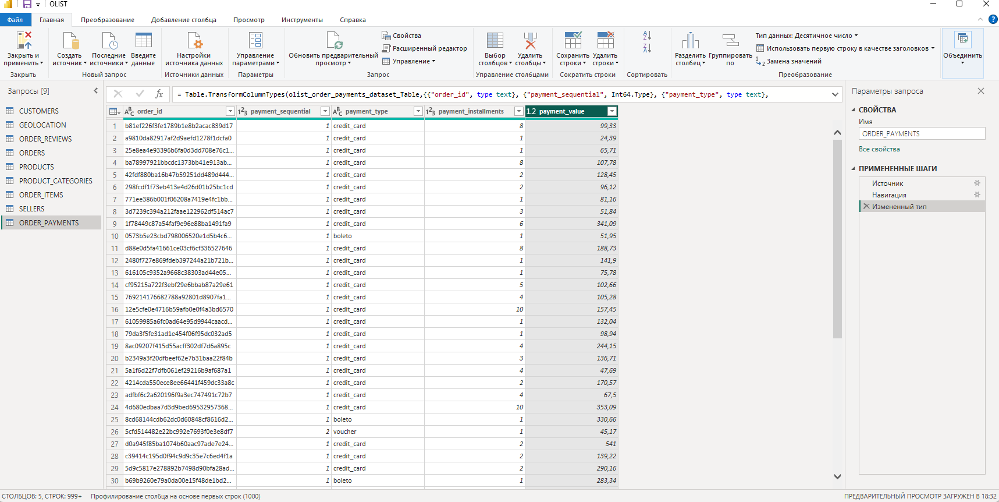 OLIST
Файл Главная Преобразование Добавление столбца Просмотр Инструменты Справка
Закрыть и применить
Закрыть
Создать источник Последние источники Введите данные
Новый запрос
Настройки источника данных
Источники данных
Управление параметрами
Параметры
Обновить предварительный просмотр
Свойства
Расширенный редактор
Управление
Запрос
Выбор столбцов Удалить столбцы
Управление столбцами
Сохранить строки Удалить строки
Сократить строки
Сортировать
Разделить столбец Группировать по
Тип данных: Десятичное число
Использовать первую строку в качестве заголовков
Замена значений
Преобразование
Объединить
Запросы [9]
CUSTOMERS
GEOLOCATION
ORDER_REVIEWS
ORDERS
PRODUCTS
PRODUCT_CATEGORIES
ORDER_ITEMS
SELLERS
ORDER_PAYMENTS
fx = Table.TransformColumnTypes(olist_order_payments_dataset_Table,{{"order_id", type text}, {"payment_sequential", Int64.Type}, {"payment_type", type text},
order_id payment_sequential payment_type payment_installments 1.2 payment_value
1 b81ef226f3fe1789b1e8b2acac839d17 1 credit_card 8 99,33
2 a9810da82917af2d9aefd1278f1dcfa0 1 credit_card 1 24,39
3 25e8ea4e93396b6fa0d3dd708e76c1... 1 credit_card 1 65,71
4 ba78997921bbcdc1373bb41e913ab... 1 credit_card 8 107,78
5 42fdf880ba16b47b59251dd489d444... 1 credit_card 2 128,45
6 298fcdf1f73eb413e4d26d01b25bc1cd 1 credit_card 2 96,12
7 771ee386b001f06208a7419e4fc1bb... 1 credit_card 1 81,16
8 3d7239c394a212faae122962df514ac7 1 credit_card 3 51,84
9 1f78449c87a54faf9e96e88ba1491fa9 1 credit_card 6 341,09
10 0573b5e23cbd798006520e1d5b4c6... 1 boleto 1 51,95
11 d88e0d5fa41661ce03cf6cf336527646 1 credit_card 8 188,73
12 2480f727e869fdeb397244a21b721b... 1 credit_card 1 141,9
13 616105c9352a9668c38303ad44e05... 1 credit_card 1 75,78
14 cf95215a722f3ebf29e6bbab87a29e61 1 credit_card 5 102,66
15 769214176682788a92801d8907fa1... 1 credit_card 4 105,28
16 12e5cfe0e4716b59afb0e0f4a3bd6570 1 credit_card 10 157,45
17 61059985a6fc0ad64e95d9944caacd... 1 credit_card 1 132,04
18 79da3f5fe31ad1e454f06f95dc032ad5 1 credit_card 1 98,94
19 8ac09207f415d55acff302df7d6a895c 1 credit_card 4 244,15
20 b2349a3f20dfbeef62e7b31baa22f84b 1 credit_card 3 136,71
21 5a1f6d22f7dfb061ef29216b9af687a1 1 credit_card 4 47,69
22 4214cda550ece8ee66441f459dc33a8c 1 credit_card 2 170,57
23 adfbf6c2a620196f9a3ec747491c72b7 1 credit_card 4 67,5
24 4d680edbaa7d3d9bed69532957368... 1 credit_card 10 353,09
25 8cd68144cdb62dc0d60848cf8616d2... 1 boleto 1 330,66
26 5cfd514482e22bc992e7693f0e3e8df7 2 voucher 1 45,17
27 d0a945f85ba1074b60aac97ade7e24... 1 credit_card 2 541
28 c39414c195d0f94c9d9c35e7c6ed4f1a 1 credit_card 2 139,22
29 5d9c5817e278892b7498d90bfa28ad... 1 credit_card 2 290,16
30 b69b9260e79a0da00e15f48de1bd2... 1 boleto 1 283,34
Параметры запроса
СВОЙСТВА
Имя
ORDER_PAYMENTS
Все свойства
ПРИМЕНЕННЫЕ ШАГИ
Источник
Навигация
Измененный тип
СТОЛБЦОВ: 5, СТРОК: 999+ Профилирование столбца на основе первых строк (1000) ПРЕДВАРИТЕЛЬНЫЙ ПРОСМОТР ЗАГРУЖЕН В 18:32